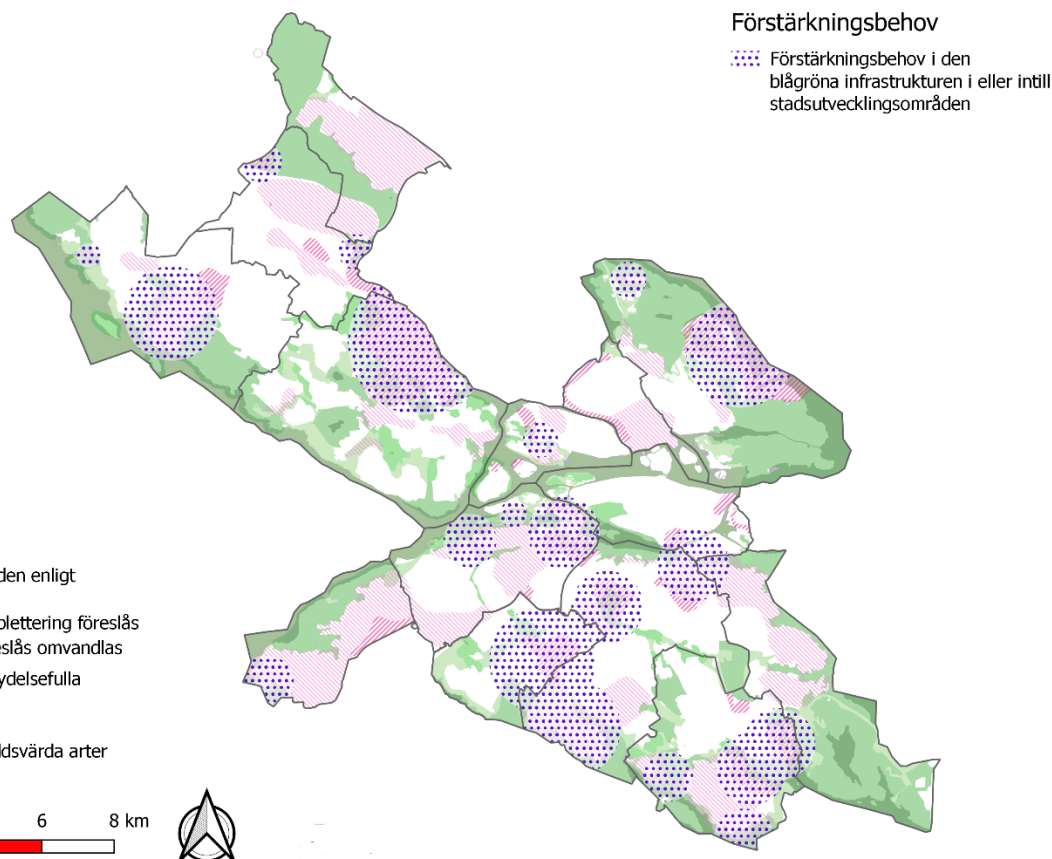 Förstärkningsbehov
Förstärkningsbehov i den
blågröna infrastrukturen i eller intill
stadsutvecklingsområden
den enligt
plettering föreslås
slås omvandlas
ydelsefulla
dsvärda arter
6 8 km